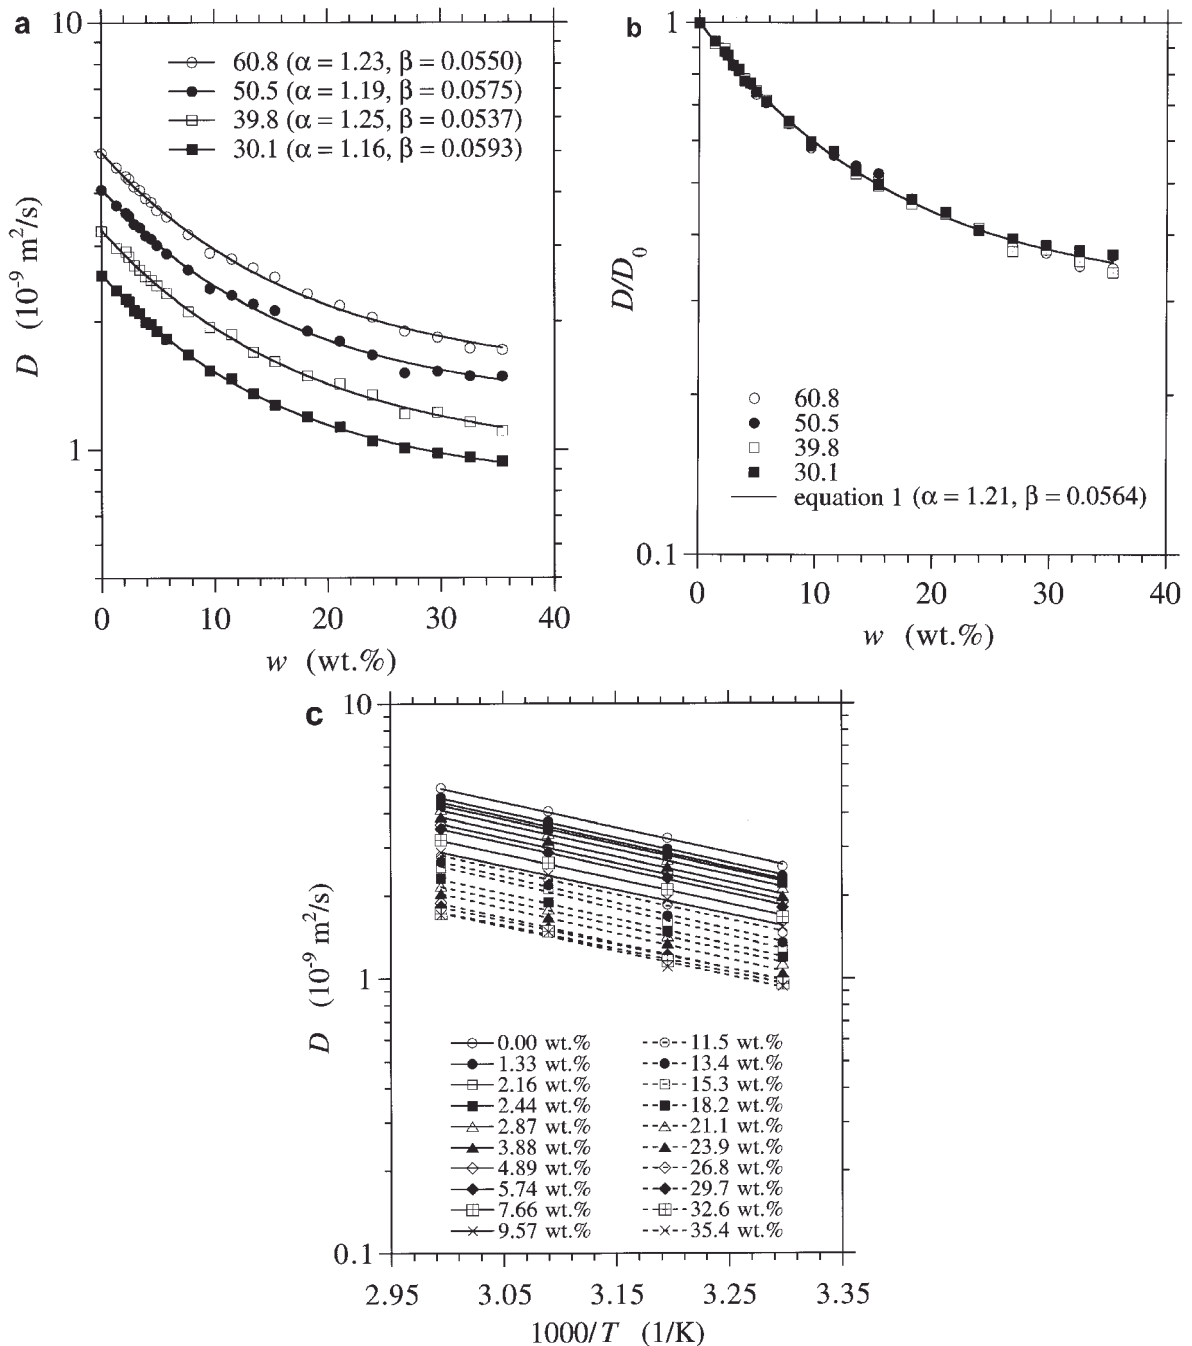 a
10
60.8 (α = 1.23, β = 0.0550)
50.5 (α = 1.19, β = 0.0575)
39.8 (α = 1.25, β = 0.0537)
30.1 (α = 1.16, β = 0.0593)
D (10⁻⁹ m²/s)
1
0 10 20 30 40
w (wt.%)
b
1
D/D₀
0.1
60.8
50.5
39.8
30.1
equation 1 (α = 1.21, β = 0.0564)
0 10 20 30 40
w (wt.%)
c
10
D (10⁻⁹ m²/s)
1
0.00 wt.% 11.5 wt.%
1.33 wt.% 13.4 wt.%
2.16 wt.% 15.3 wt.%
2.44 wt.% 18.2 wt.%
2.87 wt.% 21.1 wt.%
3.88 wt.% 23.9 wt.%
4.89 wt.% 26.8 wt.%
5.74 wt.% 29.7 wt.%
7.66 wt.% 32.6 wt.%
9.57 wt.% 35.4 wt.%
0.1
2.95 3.05 3.15 3.25 3.35
1000/T (1/K)